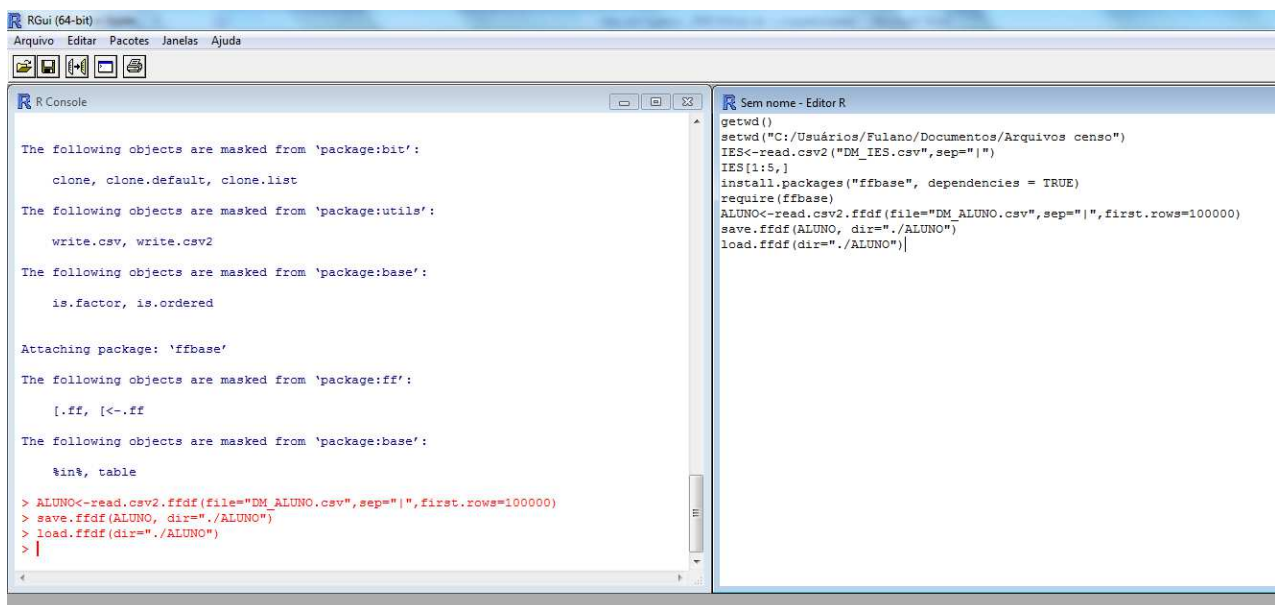 RGui (64-bit)
Arquivo Editar Pacotes Janelas Ajuda
R Console
The following objects are masked from ‘package:bit’:
clone, clone.default, clone.list
The following objects are masked from ‘package:utils’:
write.csv, write.csv2
The following objects are masked from ‘package:base’:
is.factor, is.ordered
Attaching package: ‘ffbase’
The following objects are masked from ‘package:ff’:
[.ff, [<-.ff
The following objects are masked from ‘package:base’:
%in%, table
> ALUNO<-read.csv2.ffdf(file="DM_ALUNO.csv",sep="|",first.rows=100000)
> save.ffdf(ALUNO, dir="./ALUNO")
> load.ffdf(dir="./ALUNO")
>
Sem nome - Editor R
getwd()
setwd("C:/Usuários/Fulano/Documentos/Arquivos censo")
IES<-read.csv2("DM_IES.csv",sep="|")
IES[1:5,]
install.packages("ffbase", dependencies = TRUE)
require(ffbase)
ALUNO<-read.csv2.ffdf(file="DM_ALUNO.csv",sep="|",first.rows=100000)
save.ffdf(ALUNO, dir="./ALUNO")
load.ffdf(dir="./ALUNO")